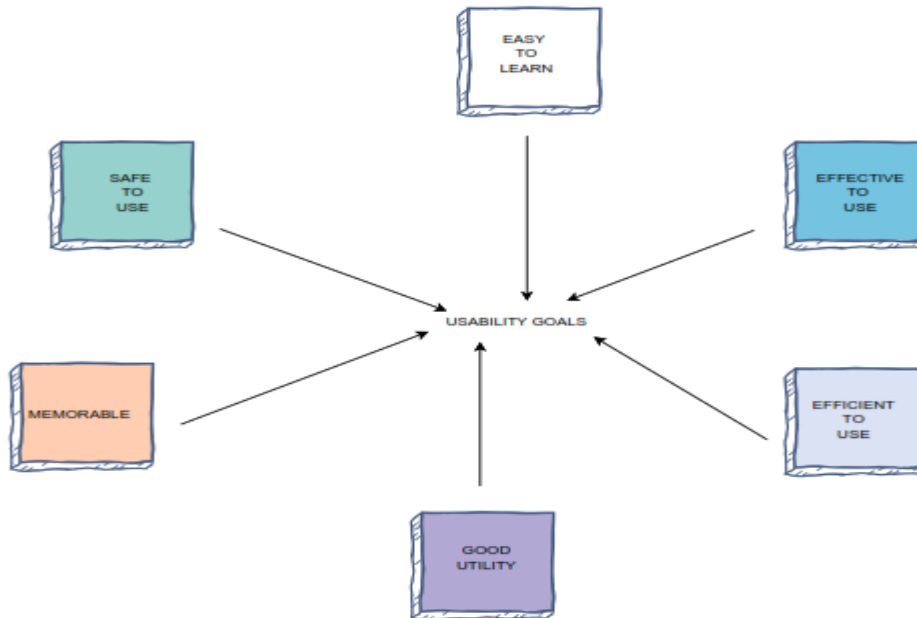 EASY
TO
LEARN
SAFE
TO
USE
EFFECTIVE
TO
USE
USABILITY GOALS
MEMORABLE
EFFICIENT
TO
USE
GOOD
UTILITY